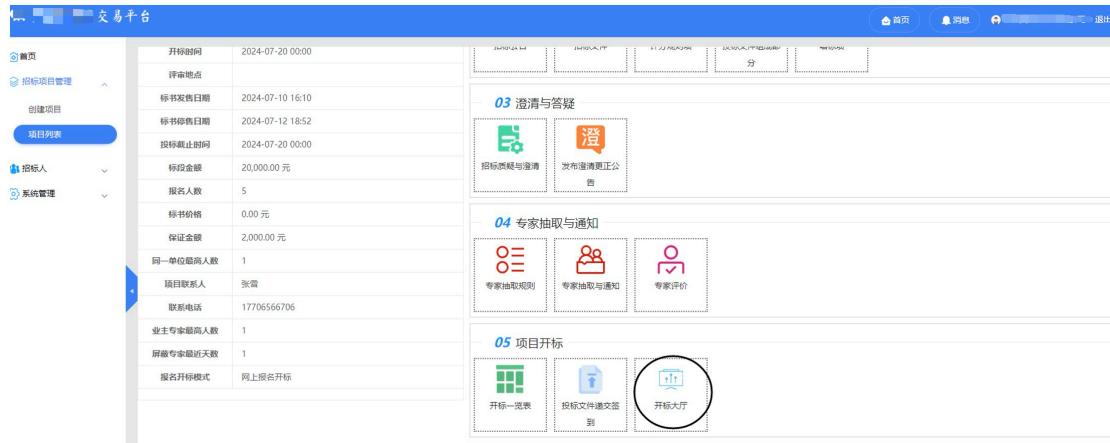 交易平台
首页
消息
退出
首页
招标项目管理
创建项目
项目列表
招标人
系统管理
开标时间 2024-07-20 00:00
评审地点
标书发售日期 2024-07-10 16:10
标书停售日期 2024-07-12 18:52
投标截止时间 2024-07-20 00:00
标段金额 20,000.00 元
报名人数 5
标书价格 0.00 元
保证金额 2,000.00 元
同一单位最高人数 1
项目联系人 张雷
联系电话 17706566706
业主专家最高人数 1
屏蔽专家最近天数 1
报名开标模式 网上报名开标
分
03 澄清与答疑
澄
招标质疑与澄清
发布澄清更正公
告
04 专家抽取与通知
专家抽取规则
专家抽取与通知
专家评价
05 项目开标
开标一览表
投标文件递交签
到
开标大厅